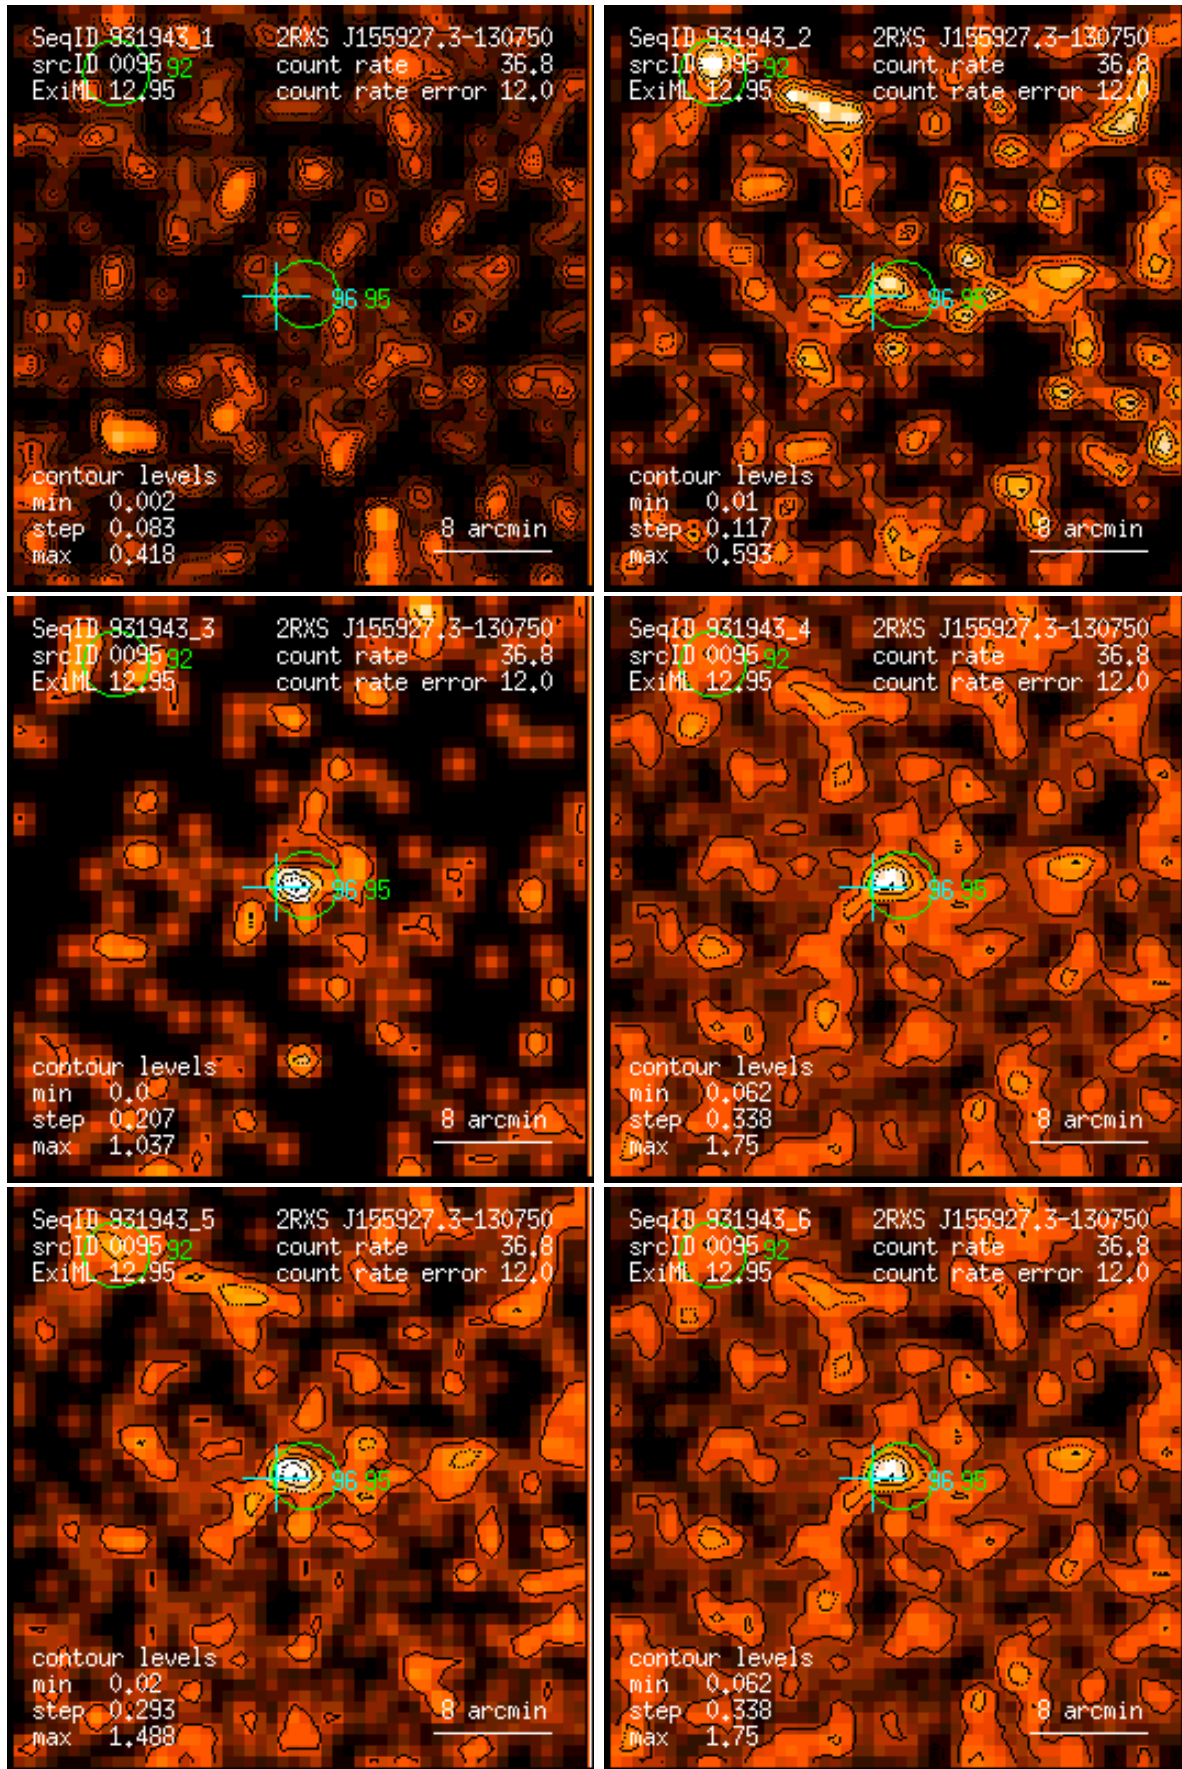 SeqID 931943_1 2RXS J155927.3-130750
srcID 0095 92 count rate 36.8
ExiML 12.95 count rate error 12.0
96 95
contour levels
min 0.002
step 0.083 8 arcmin
max 0.418
SeqID 931943_2 2RXS J155927.3-130750
srcID 0095 92 count rate 36.8
ExiML 12.95 count rate error 12.0
96 95
contour levels
min 0.01
step 0.117 8 arcmin
max 0.593
SeqID 931943_3 2RXS J155927.3-130750
srcID 0095 92 count rate 36.8
ExiML 12.95 count rate error 12.0
96 95
contour levels
min 0.0
step 0.207 8 arcmin
max 1.037
SeqID 931943_4 2RXS J155927.3-130750
srcID 0095 92 count rate 36.8
ExiML 12.95 count rate error 12.0
96 95
contour levels
min 0.062
step 0.338 8 arcmin
max 1.75
SeqID 931943_5 2RXS J155927.3-130750
srcID 0095 92 count rate 36.8
ExiML 12.95 count rate error 12.0
96 95
contour levels
min 0.02
step 0.293 8 arcmin
max 1.488
SeqID 931943_6 2RXS J155927.3-130750
srcID 0095 92 count rate 36.8
ExiML 12.95 count rate error 12.0
96 95
contour levels
min 0.062
step 0.338 8 arcmin
max 1.75